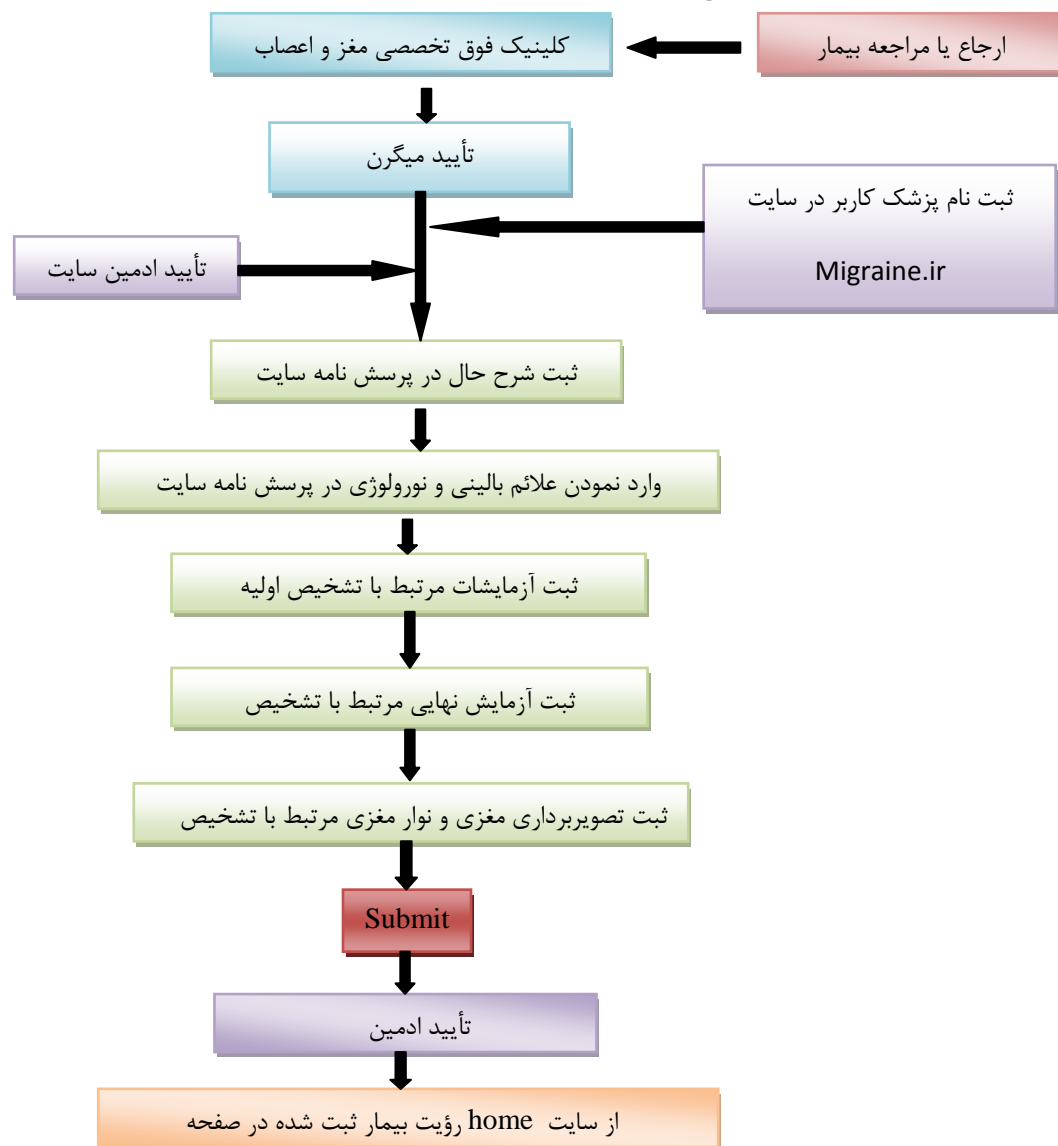 ارجاع یا مراجعه بیمار
کلینیک فوق تخصصی مغز و اعصاب
تأیید میگرن
ثبت نام پزشک کاربر در سایت
Migraine.ir
تأیید ادمین سایت
ثبت شرح حال در پرسش نامه سایت
وارد نمودن علائم بالینی و نورولوژی در پرسش نامه سایت
ثبت آزمایشات مرتبط با تشخیص اولیه
ثبت آزمایش نهایی مرتبط با تشخیص
ثبت تصویربرداری مغزی و نوار مغزی مرتبط با تشخیص
Submit
تأیید ادمین
از سایت home رؤیت بیمار ثبت شده در صفحه